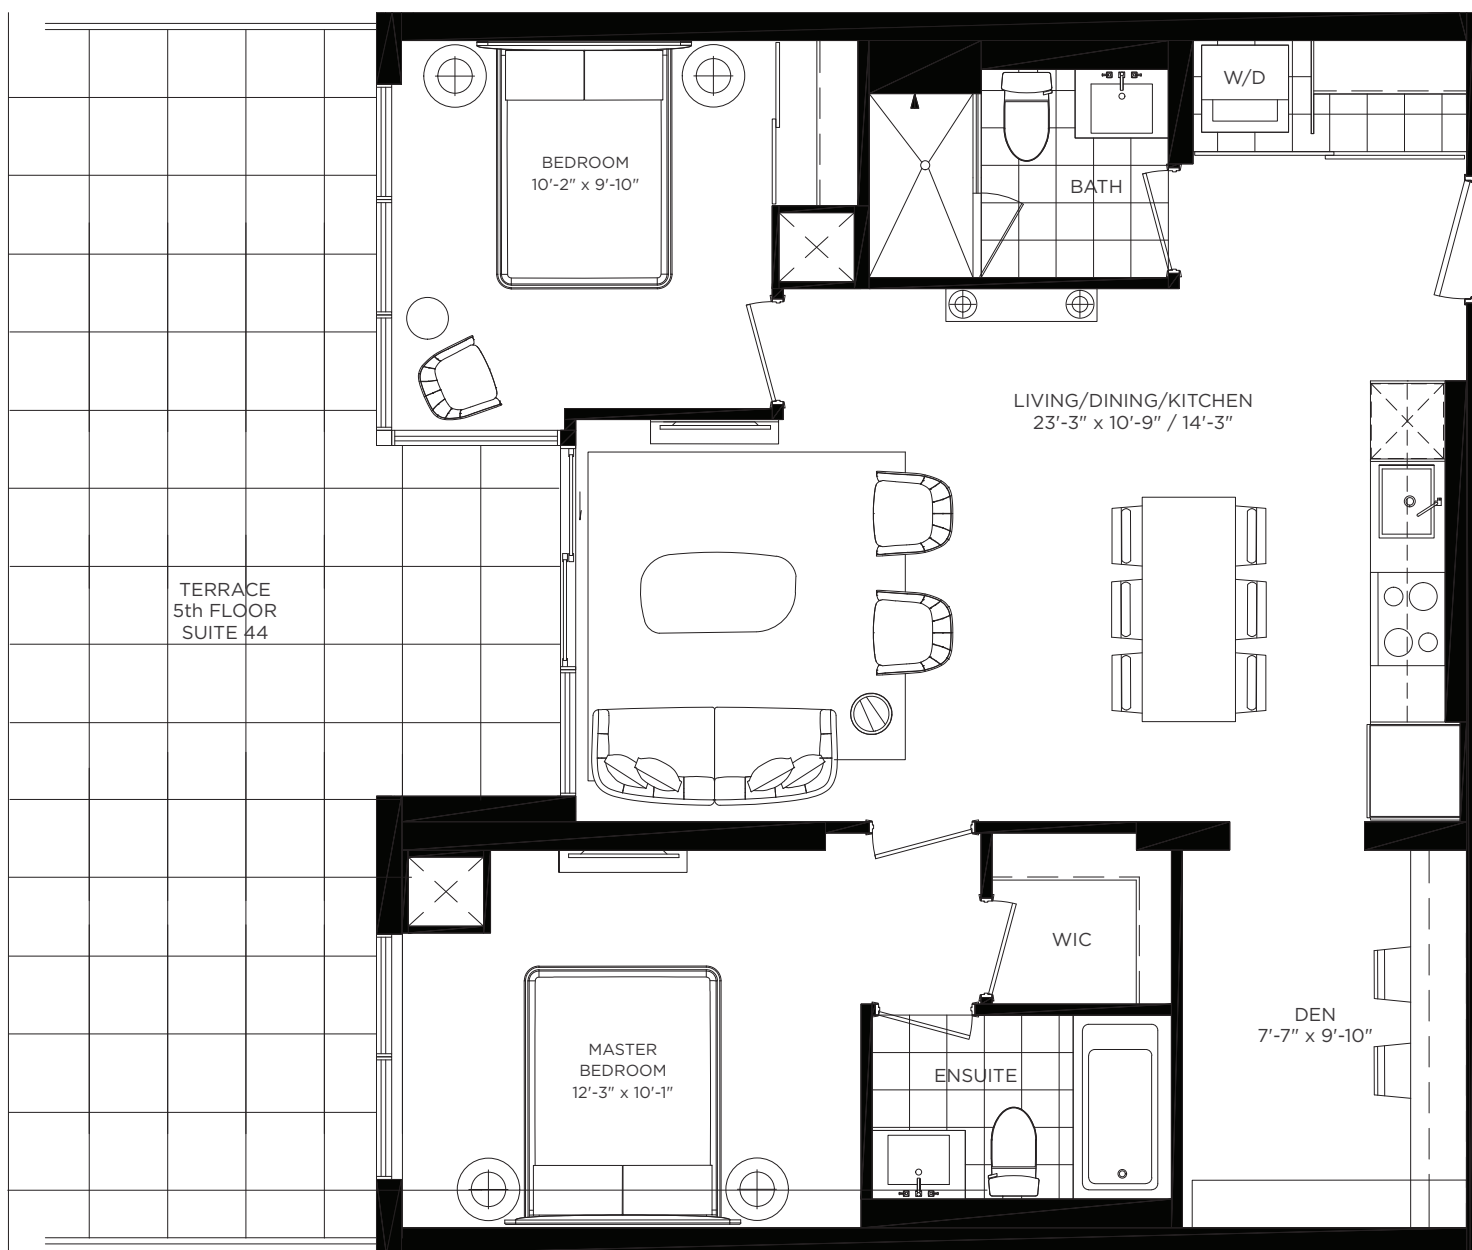 W/D
BEDROOM
10'-2" x 9'-10"
BATH
LIVING/DINING/KITCHEN
23'-3" x 10'-9" / 14'-3"
TERRACE
5th FLOOR
SUITE 44
WIC
DEN
7'-7" x 9'-10"
MASTER
BEDROOM
12'-3" x 10'-1"
ENSUITE